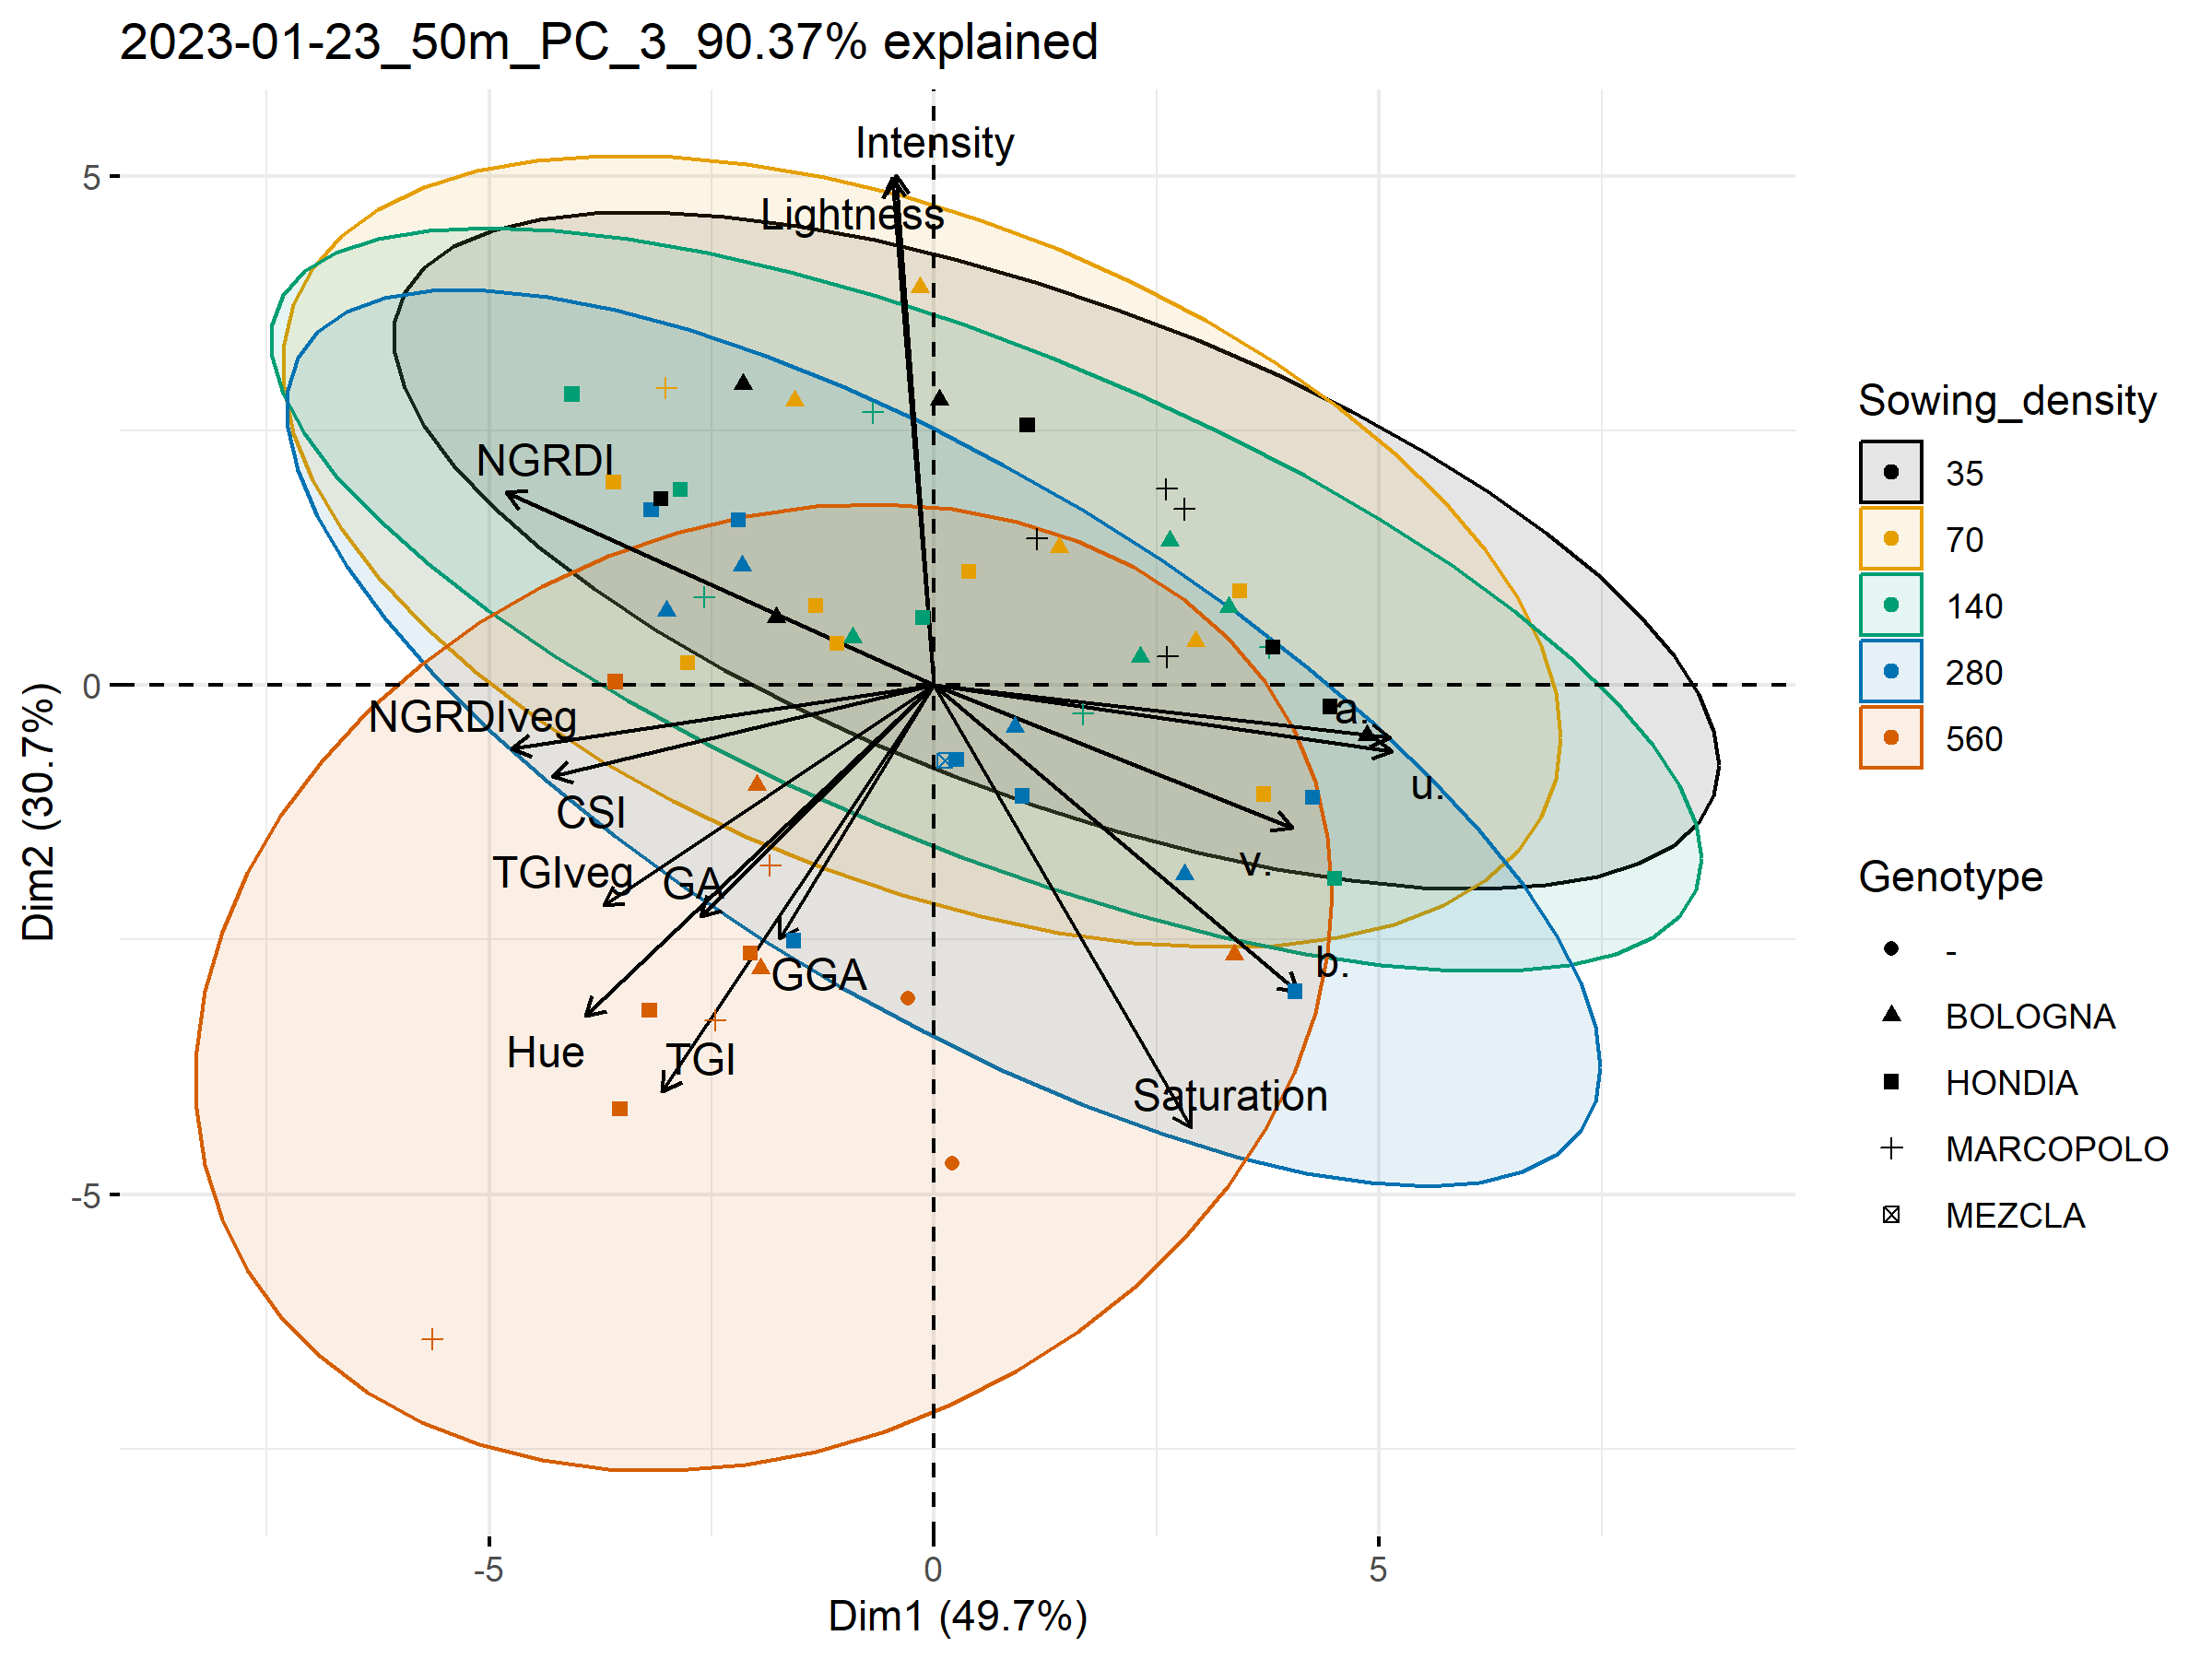 2023-01-23_50m_PC_3_90.37% explained
Intensity
Lightness
NGRDI
NGRDIveg
CSI
TGIveg
GA
GGA
Hue
TGI
a.
u.
v.
b.
Saturation
5
0
-5
-5
0
5
Dim1 (49.7%)
Dim2 (30.7%)
Sowing_density
35
70
140
280
560
Genotype
-
BOLOGNA
HONDIA
MARCOPOLO
MEZCLA